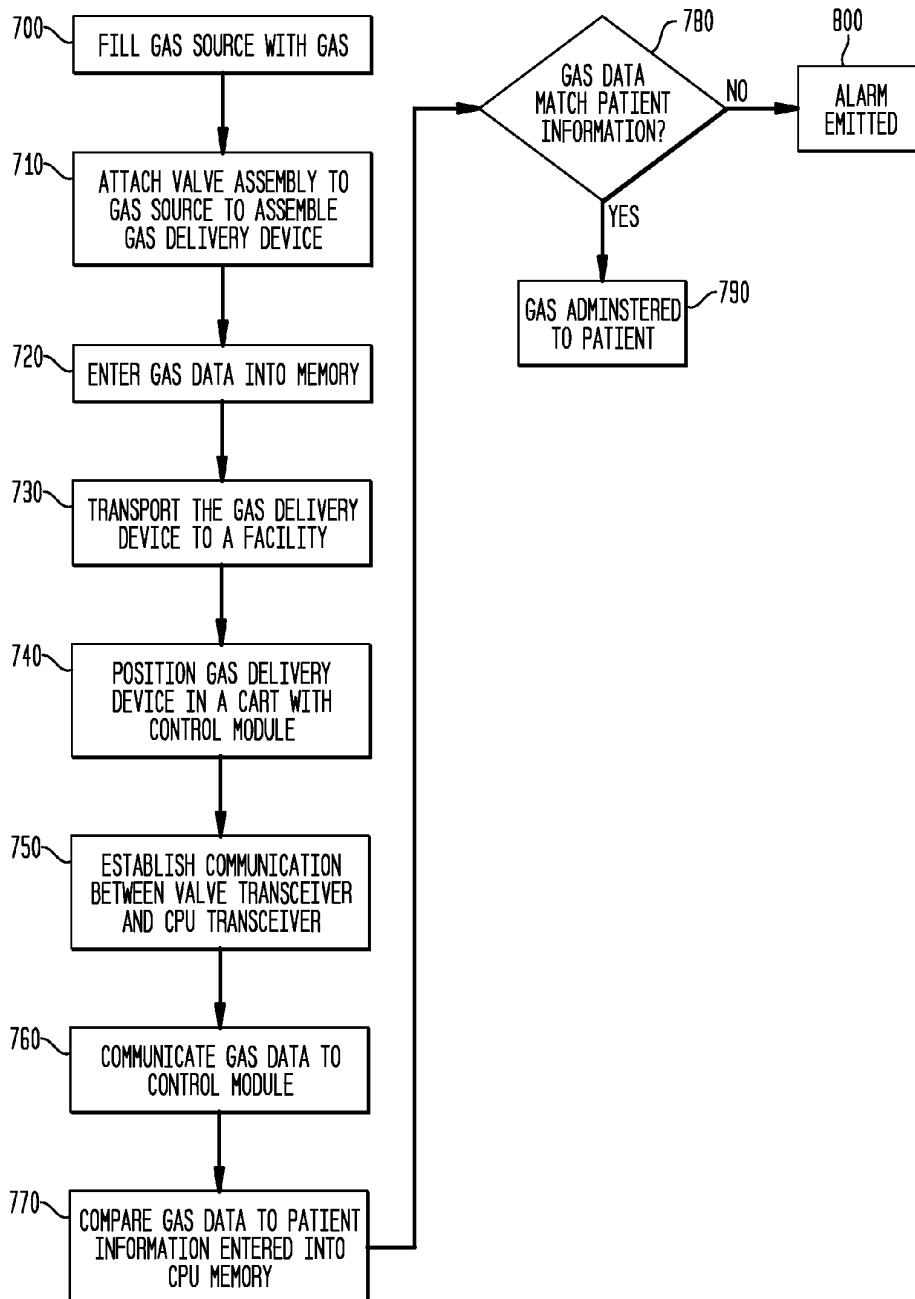 700
FILL GAS SOURCE WITH GAS
710
ATTACH VALVE ASSEMBLY TO
GAS SOURCE TO ASSEMBLE
GAS DELIVERY DEVICE
720
ENTER GAS DATA INTO MEMORY
730
TRANSPORT THE GAS DELIVERY
DEVICE TO A FACILITY
740
POSITION GAS DELIVERY
DEVICE IN A CART WITH
CONTROL MODULE
750
ESTABLISH COMMUNICATION
BETWEEN VALVE TRANSCEIVER
AND CPU TRANSCEIVER
760
COMMUNICATE GAS DATA TO
CONTROL MODULE
770
COMPARE GAS DATA TO PATIENT
INFORMATION ENTERED INTO
CPU MEMORY
780
GAS DATA
MATCH PATIENT
INFORMATION?
NO
800
ALARM
EMITTED
YES
790
GAS ADMINSTERED
TO PATIENT